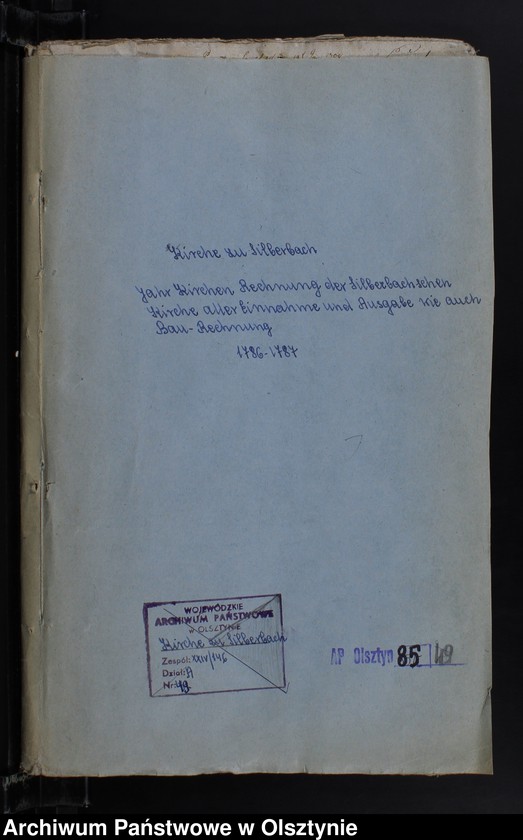 Kirche zu Silberbach
Jahr Kirchen Rechnung der Silberbachschen
Kirche aller Einnahme und Ausgabe wie auch
Bau-Rechnung
1786-1787
WOJEWÓDZKIE
ARCHIWUM PAŃSTWOWE
w OLSZTYNIE
Kirche zu Silberbach
Zespół: XXIV/146
Dział: A
Nr: 49
AP Olsztyn 85/49
Archiwum Państwowe w Olsztynie